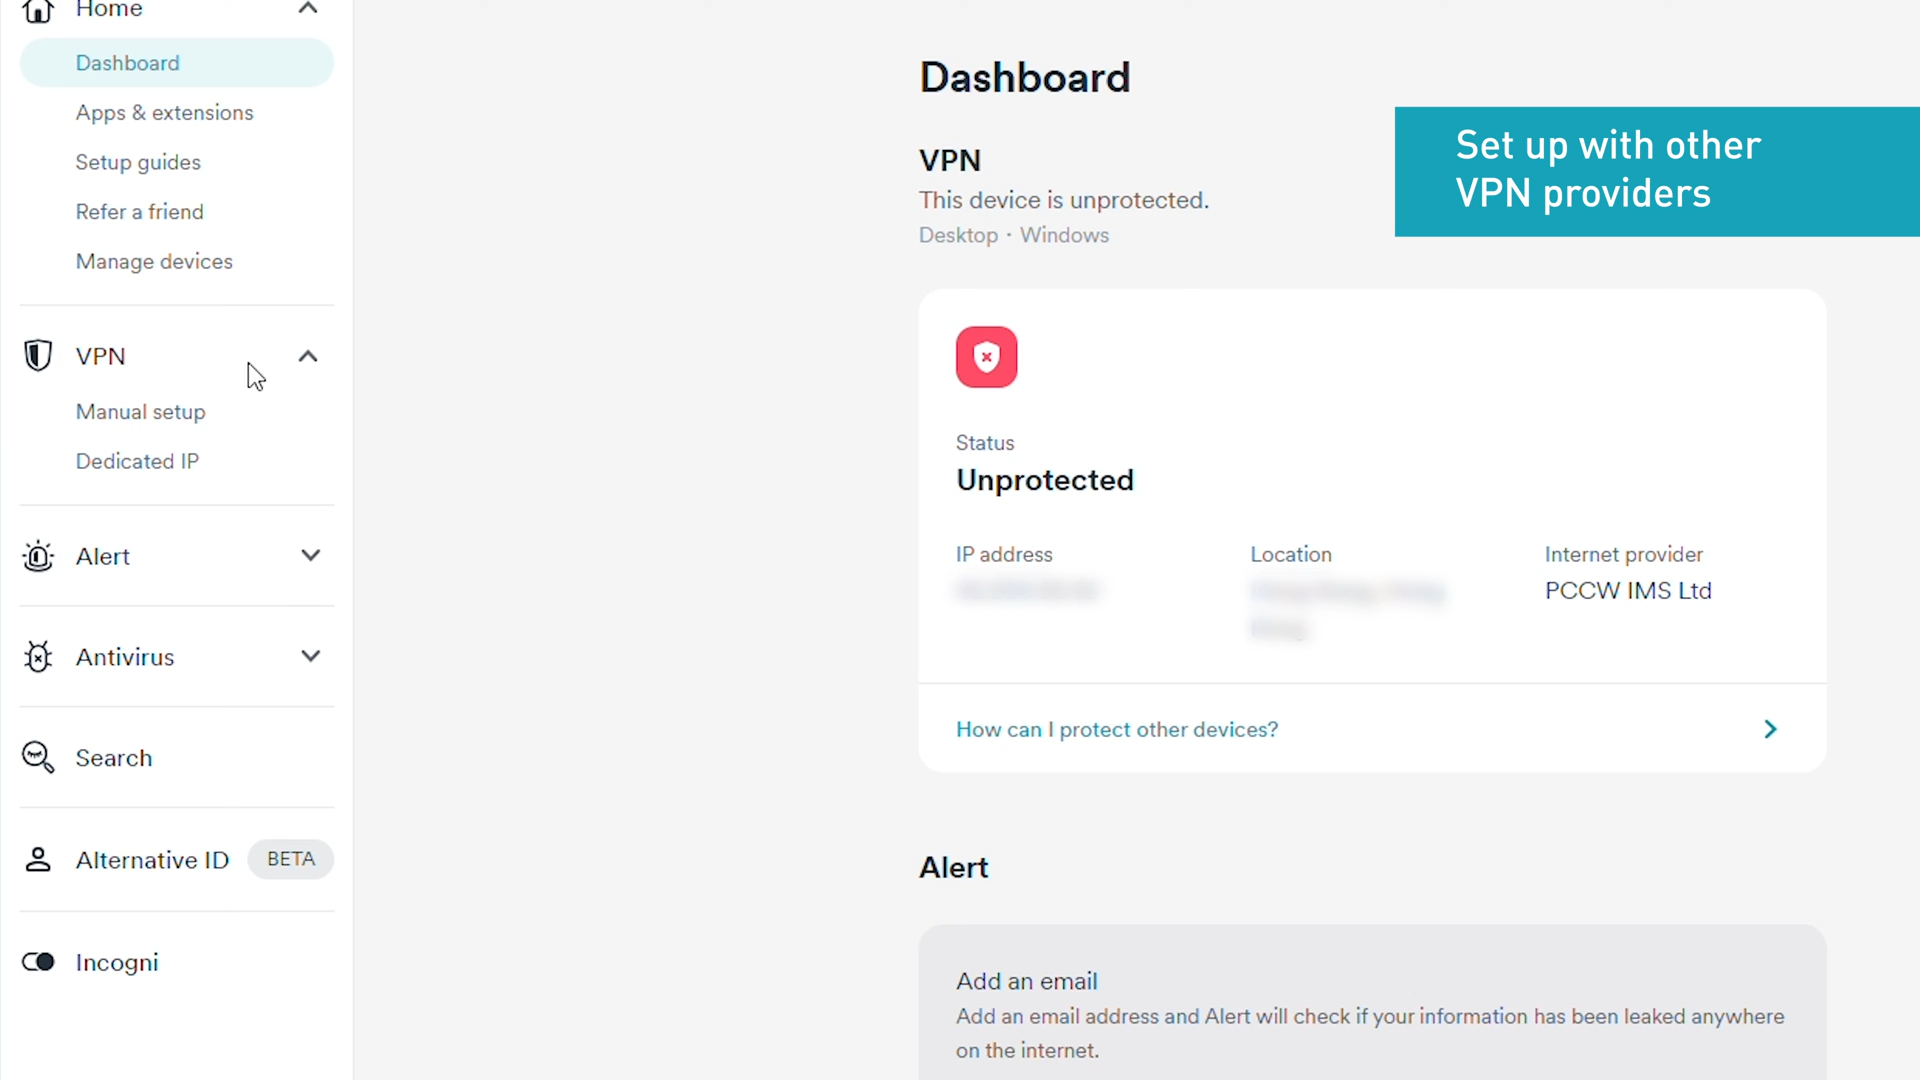 Home
Dashboard
Apps & extensions
Setup guides
Refer a friend
Manage devices
VPN
Manual setup
Dedicated IP
Alert
Antivirus
Search
Alternative ID BETA
Incogni
Dashboard
VPN
This device is unprotected.
Desktop · Windows
Set up with other
VPN providers
Status
Unprotected
IP address
Location
Internet provider
PCCW IMS Ltd
How can I protect other devices?
Alert
Add an email
Add an email address and Alert will check if your information has been leaked anywhere
on the internet.